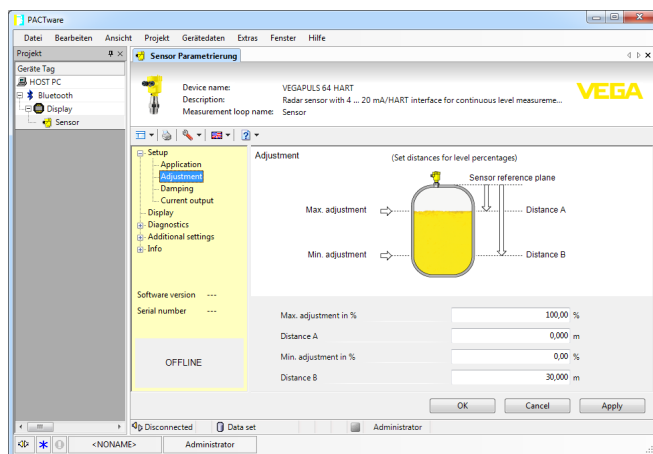 PACTware
Datei Bearbeiten Ansicht Projekt Gerätedaten Extras Fenster Hilfe
Projekt
Geräte Tag
HOST PC
Bluetooth
Display
Sensor
Sensor Parametrierung
Device name: VEGAPULS 64 HART
Description: Radar sensor with 4 ... 20 mA/HART interface for continuous level measureme...
Measurement loop name: Sensor
VEGA
Setup
Application
Adjustment
Damping
Current output
Display
Diagnostics
Additional settings
Info
Software version ---
Serial number ---
OFFLINE
Adjustment
(Set distances for level percentages)
Sensor reference plane
Max. adjustment
Distance A
Min. adjustment
Distance B
Max. adjustment in % 100,00 %
Distance A 0,000 m
Min. adjustment in % 0,00 %
Distance B 30,000 m
OK Cancel Apply
Disconnected Data set Administrator
<NONAME> Administrator